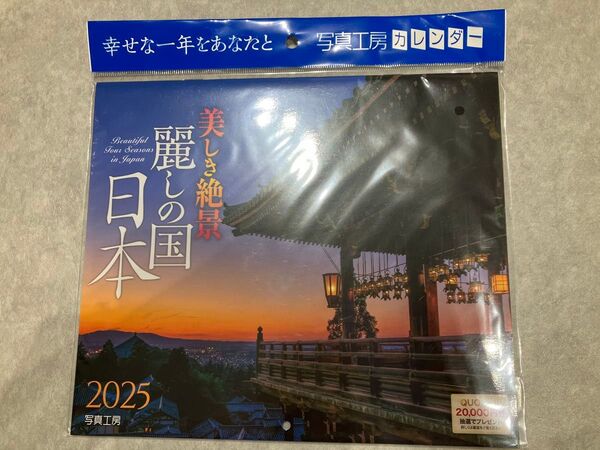 幸せな一年をあなたと
写真工房カレンダー
Beautiful
Four Seasons
in Japan
美しき絶景
麗しの国
日本
2025
写真工房
QUO
20,000
抽選でプレゼント